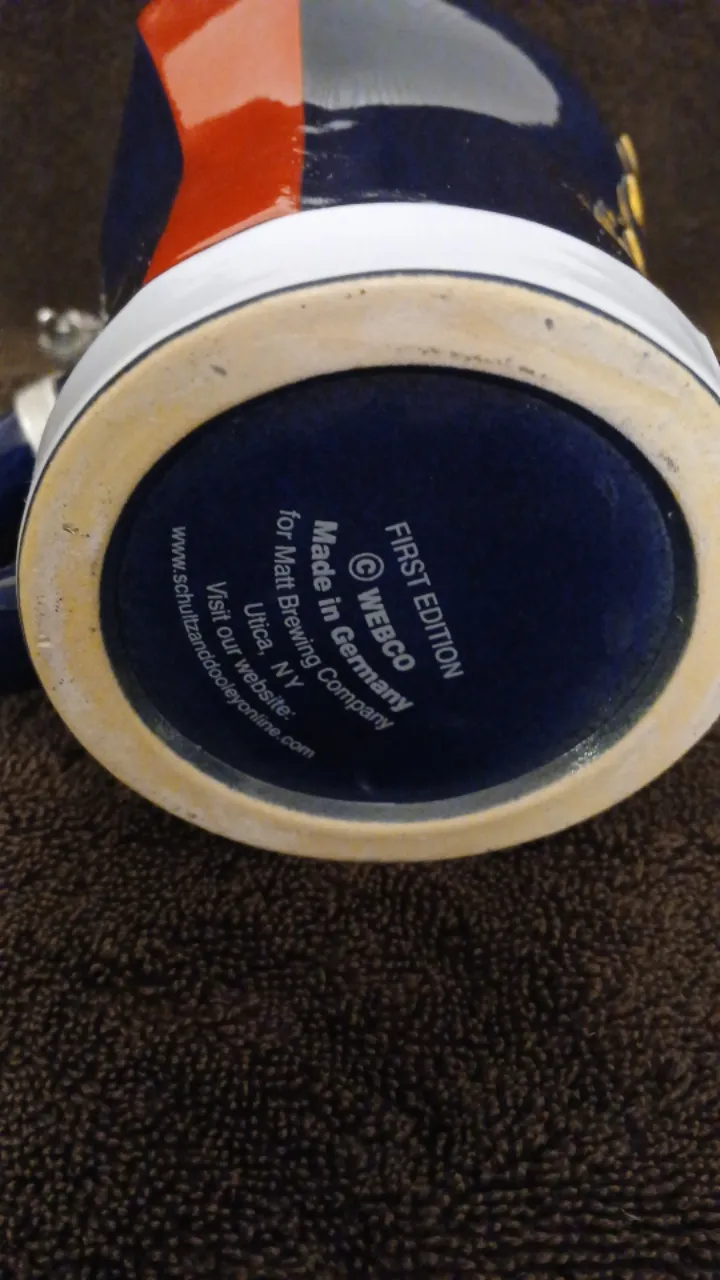 FIRST EDITION
© WEBCO
Made in Germany
for Matt Brewing Company
Utica, NY
Visit our website:
www.schultzanddooleyonline.com